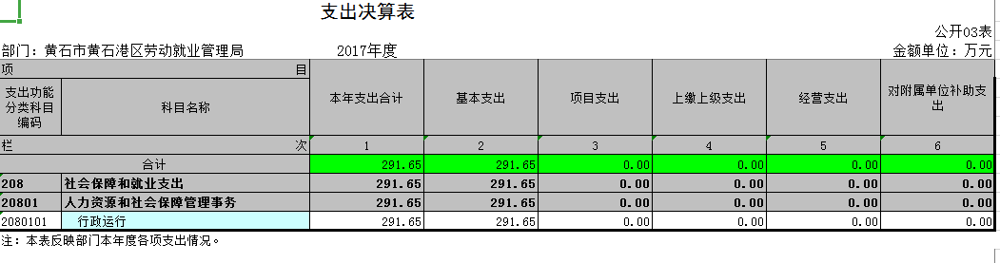 支出决算表
公开03表
部门：黄石市黄石港区劳动就业管理局 2017年度 金额单位：万元
项 目
支出功能分类科目编码 科目名称 本年支出合计 基本支出 项目支出 上缴上级支出 经营支出 对附属单位补助支出
栏 次 1 2 3 4 5 6
合计 291.65 291.65 0.00 0.00 0.00 0.00
208 社会保障和就业支出 291.65 291.65 0.00 0.00 0.00 0.00
20801 人力资源和社会保障管理事务 291.65 291.65 0.00 0.00 0.00 0.00
2080101 行政运行 291.65 291.65 0.00 0.00 0.00 0.00
注：本表反映部门本年度各项支出情况。